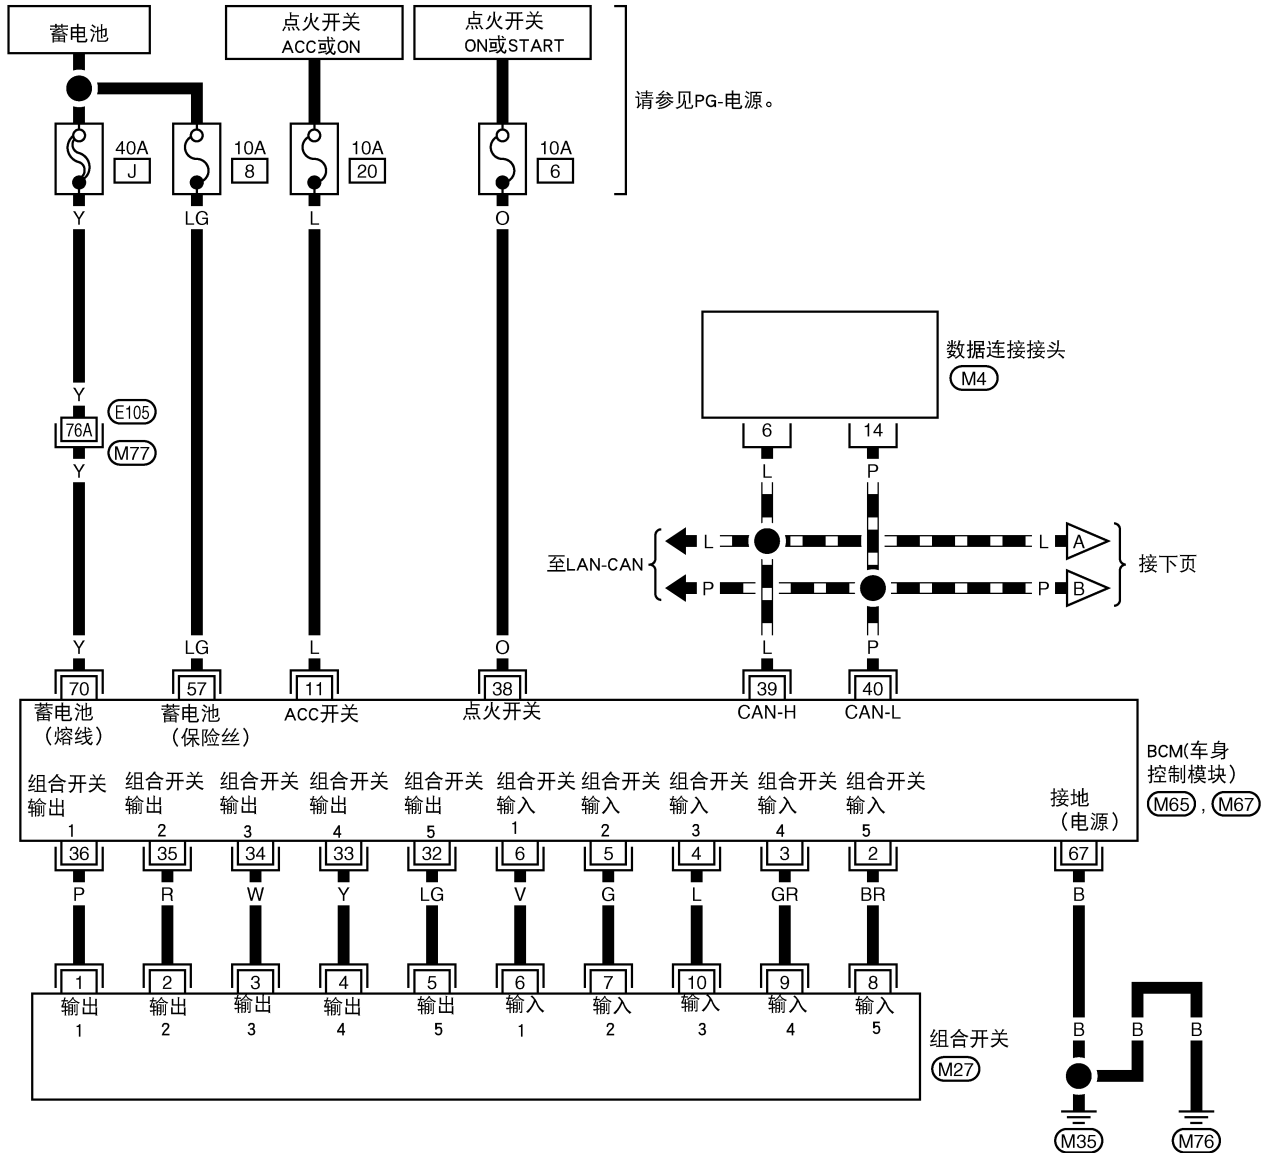 蓄电池
点火开关
ACC或ON
点火开关
ON或START
请参见PG-电源。
40A
J
10A
8
10A
20
10A
6
Y
LG
L
O
Y
E105
76A
M77
Y
数据连接接头
M4
6
14
L
P
至LAN-CAN
L
L
A
P
P
B
接下页
Y
LG
L
O
L
P
70
57
11
38
39
40
蓄电池
(熔线)
蓄电池
(保险丝)
ACC开关
点火开关
CAN-H
CAN-L
BCM(车身
控制模块)
M65 , M67
组合开关
输出
1
组合开关
输出
2
组合开关
输出
3
组合开关
输出
4
组合开关
输出
5
组合开关
输入
1
组合开关
输入
2
组合开关
输入
3
组合开关
输入
4
组合开关
输入
5
接地
(电源)
36
35
34
33
32
6
5
4
3
2
67
P
R
W
Y
LG
V
G
L
GR
BR
B
1
2
3
4
5
6
7
10
9
8
输出
1
输出
2
输出
3
输出
4
输出
5
输入
1
输入
2
输入
3
输入
4
输入
5
组合开关
M27
B
B
B
M35
M76